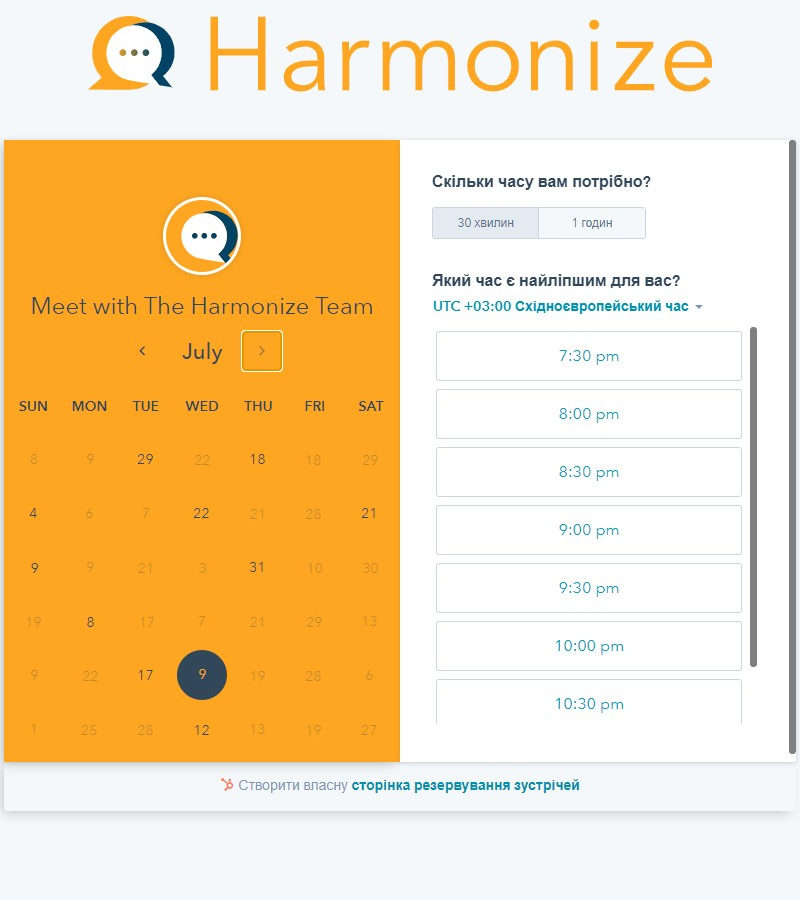 Harmonize
Meet with The Harmonize Team
July
SUN MON TUE WED THU FRI SAT
8 9 29 22 18 18 29
4 6 7 22 21 28 21
9 9 21 3 31 10 30
19 8 17 7 21 29 13
9 22 17 9 19 28 6
1 25 28 12 13 19 27
Скільки часу вам потрібно?
30 хвилин 1 годин
Який час є найліпшим для вас?
UTC +03:00 Східноєвропейський час
7:30 pm
8:00 pm
8:30 pm
9:00 pm
9:30 pm
10:00 pm
10:30 pm
Створити власну сторінка резервування зустрічей